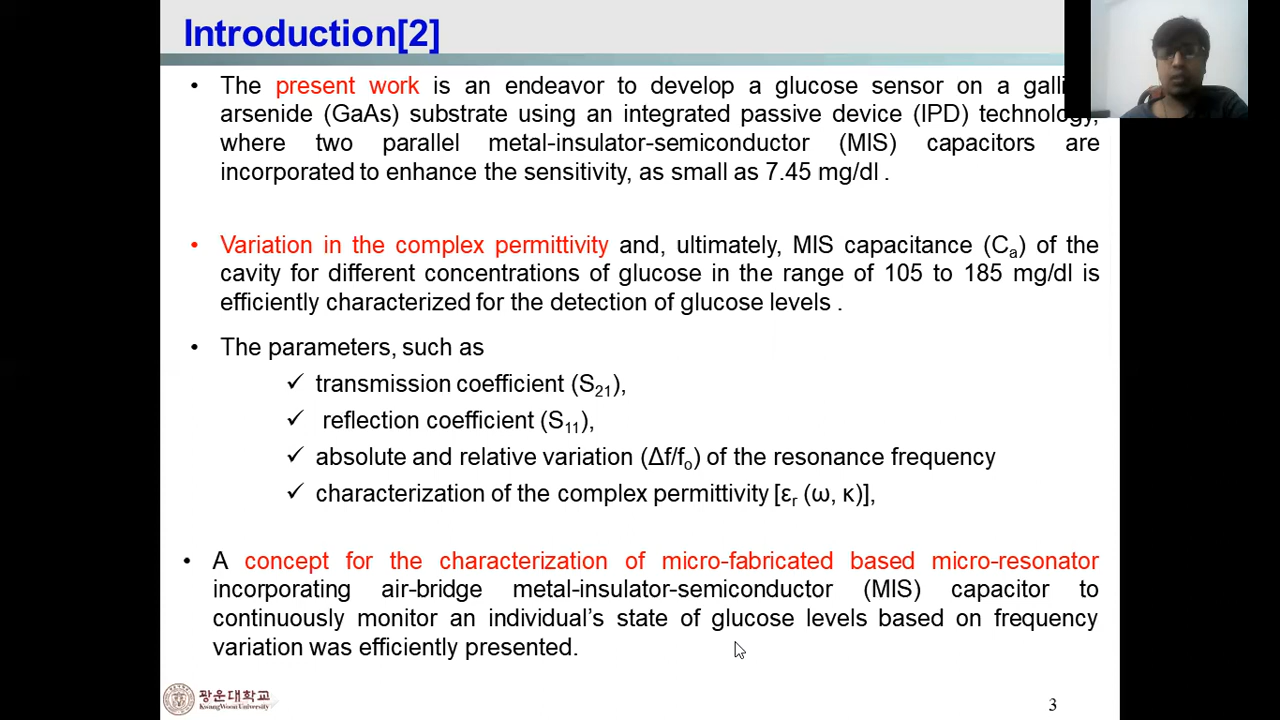 Introduction[2]
• The present work is an endeavor to develop a glucose sensor on a
arsenide (GaAs) substrate using an integrated passive device (IPD) technology,
where two parallel metal-insulator-semiconductor (MIS) capacitors are
incorporated to enhance the sensitivity, as small as 7.45 mg/dl .
• Variation in the complex permittivity and, ultimately, MIS capacitance (Ca) of the
cavity for different concentrations of glucose in the range of 105 to 185 mg/dl is
efficiently characterized for the detection of glucose levels .
• The parameters, such as
✓ transmission coefficient (S21),
✓ reflection coefficient (S11),
✓ absolute and relative variation (Δf/fo) of the resonance frequency
✓ characterization of the complex permittivity [εr (ω, κ)],
• A concept for the characterization of micro-fabricated based micro-resonator
incorporating air-bridge metal-insulator-semiconductor (MIS) capacitor to
continuously monitor an individual's state of glucose levels based on frequency
variation was efficiently presented.
광운대학교
KwangWoon University
3